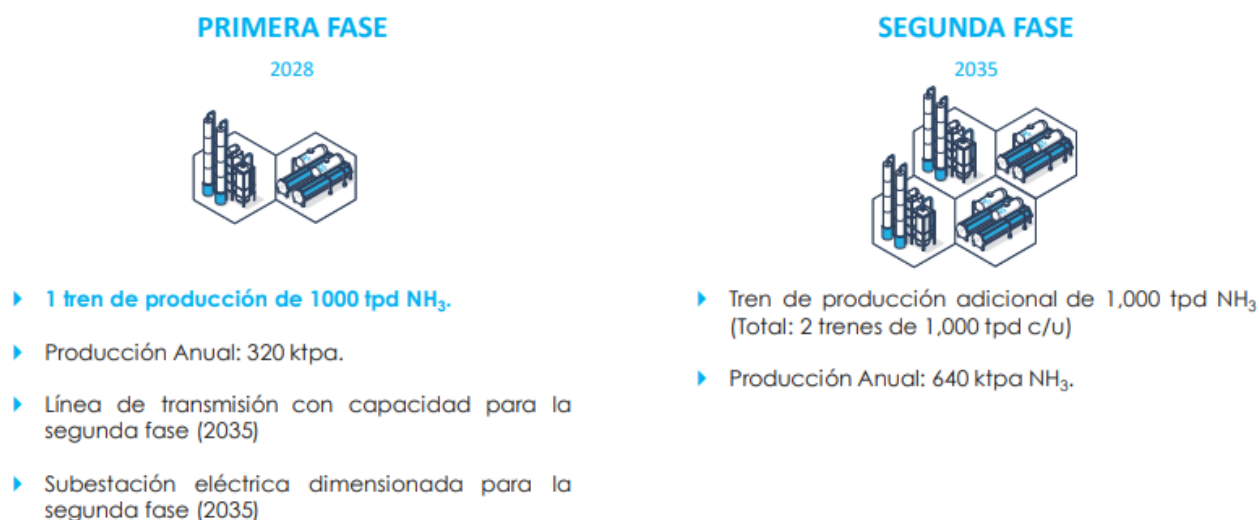 PRIMERA FASE
2028
1 tren de producción de 1000 tpd NH₃.
Producción Anual: 320 ktpa.
Línea de transmisión con capacidad para la
segunda fase (2035)
Subestación eléctrica dimensionada para la
segunda fase (2035)
SEGUNDA FASE
2035
Tren de producción adicional de 1,000 tpd NH₃
(Total: 2 trenes de 1,000 tpd c/u)
Producción Anual: 640 ktpa NH₃.